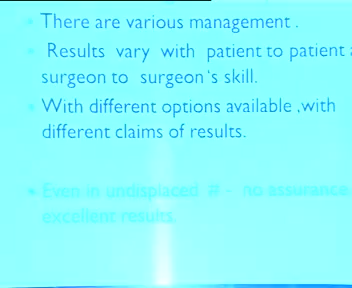 There are various management .
Results vary with patient to patient
surgeon to surgeon's skill.
With different options available ,with
different claims of results.
Even in undisplaced # - no assurance
excellent results.